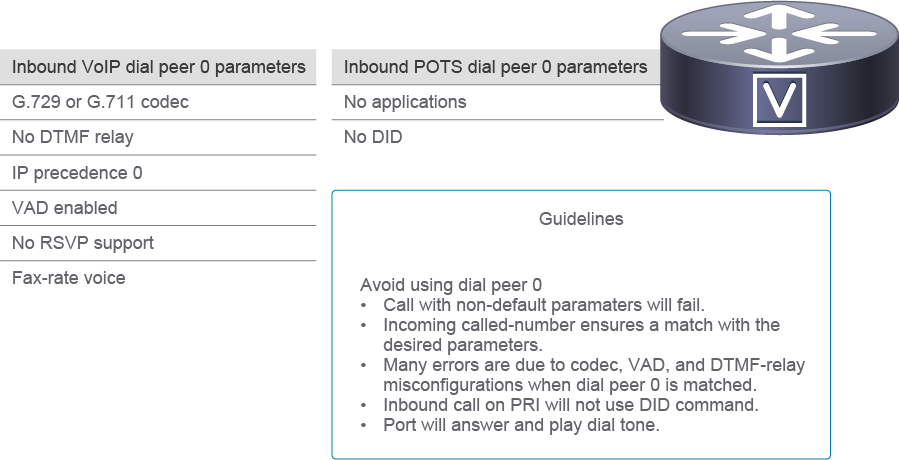 Inbound VoIP dial peer 0 parameters
G.729 or G.711 codec
No DTMF relay
IP precedence 0
VAD enabled
No RSVP support
Fax-rate voice
Inbound POTS dial peer 0 parameters
No applications
No DID
V
Guidelines
Avoid using dial peer 0
• Call with non-default paramaters will fail.
• Incoming called-number ensures a match with the
desired parameters.
• Many errors are due to codec, VAD, and DTMF-relay
misconfigurations when dial peer 0 is matched.
• Inbound call on PRI will not use DID command.
• Port will answer and play dial tone.